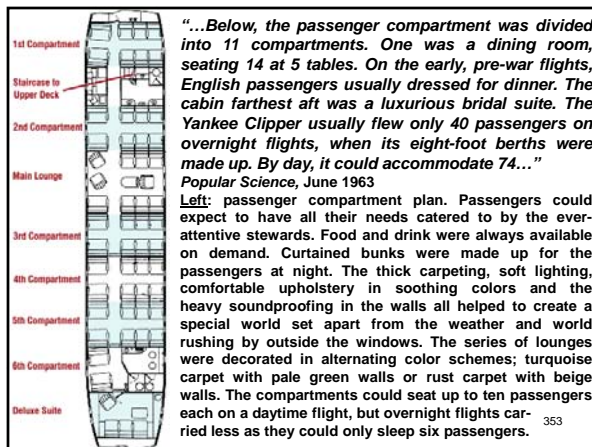 1st Compartment
Staircase to
Upper Deck
2nd Compartment
Main Lounge
3rd Compartment
4th Compartment
5th Compartment
6th Compartment
Deluxe Suite
“…Below, the passenger compartment was divided
into 11 compartments. One was a dining room,
seating 14 at 5 tables. On the early, pre-war flights,
English passengers usually dressed for dinner. The
cabin farthest aft was a luxurious bridal suite. The
Yankee Clipper usually flew only 40 passengers on
overnight flights, when its eight-foot berths were
made up. By day, it could accommodate 74…”
Popular Science, June 1963
Left: passenger compartment plan. Passengers could
expect to have all their needs catered to by the ever-
attentive stewards. Food and drink were always available
on demand. Curtained bunks were made up for the
passengers at night. The thick carpeting, soft lighting,
comfortable upholstery in soothing colors and the
heavy soundproofing in the walls all helped to create a
special world set apart from the weather and world
rushing by outside the windows. The series of lounges
were decorated in alternating color schemes; turquoise
carpet with pale green walls or rust carpet with beige
walls. The compartments could seat up to ten passengers
each on a daytime flight, but overnight flights car-
ried less as they could only sleep six passengers.
353